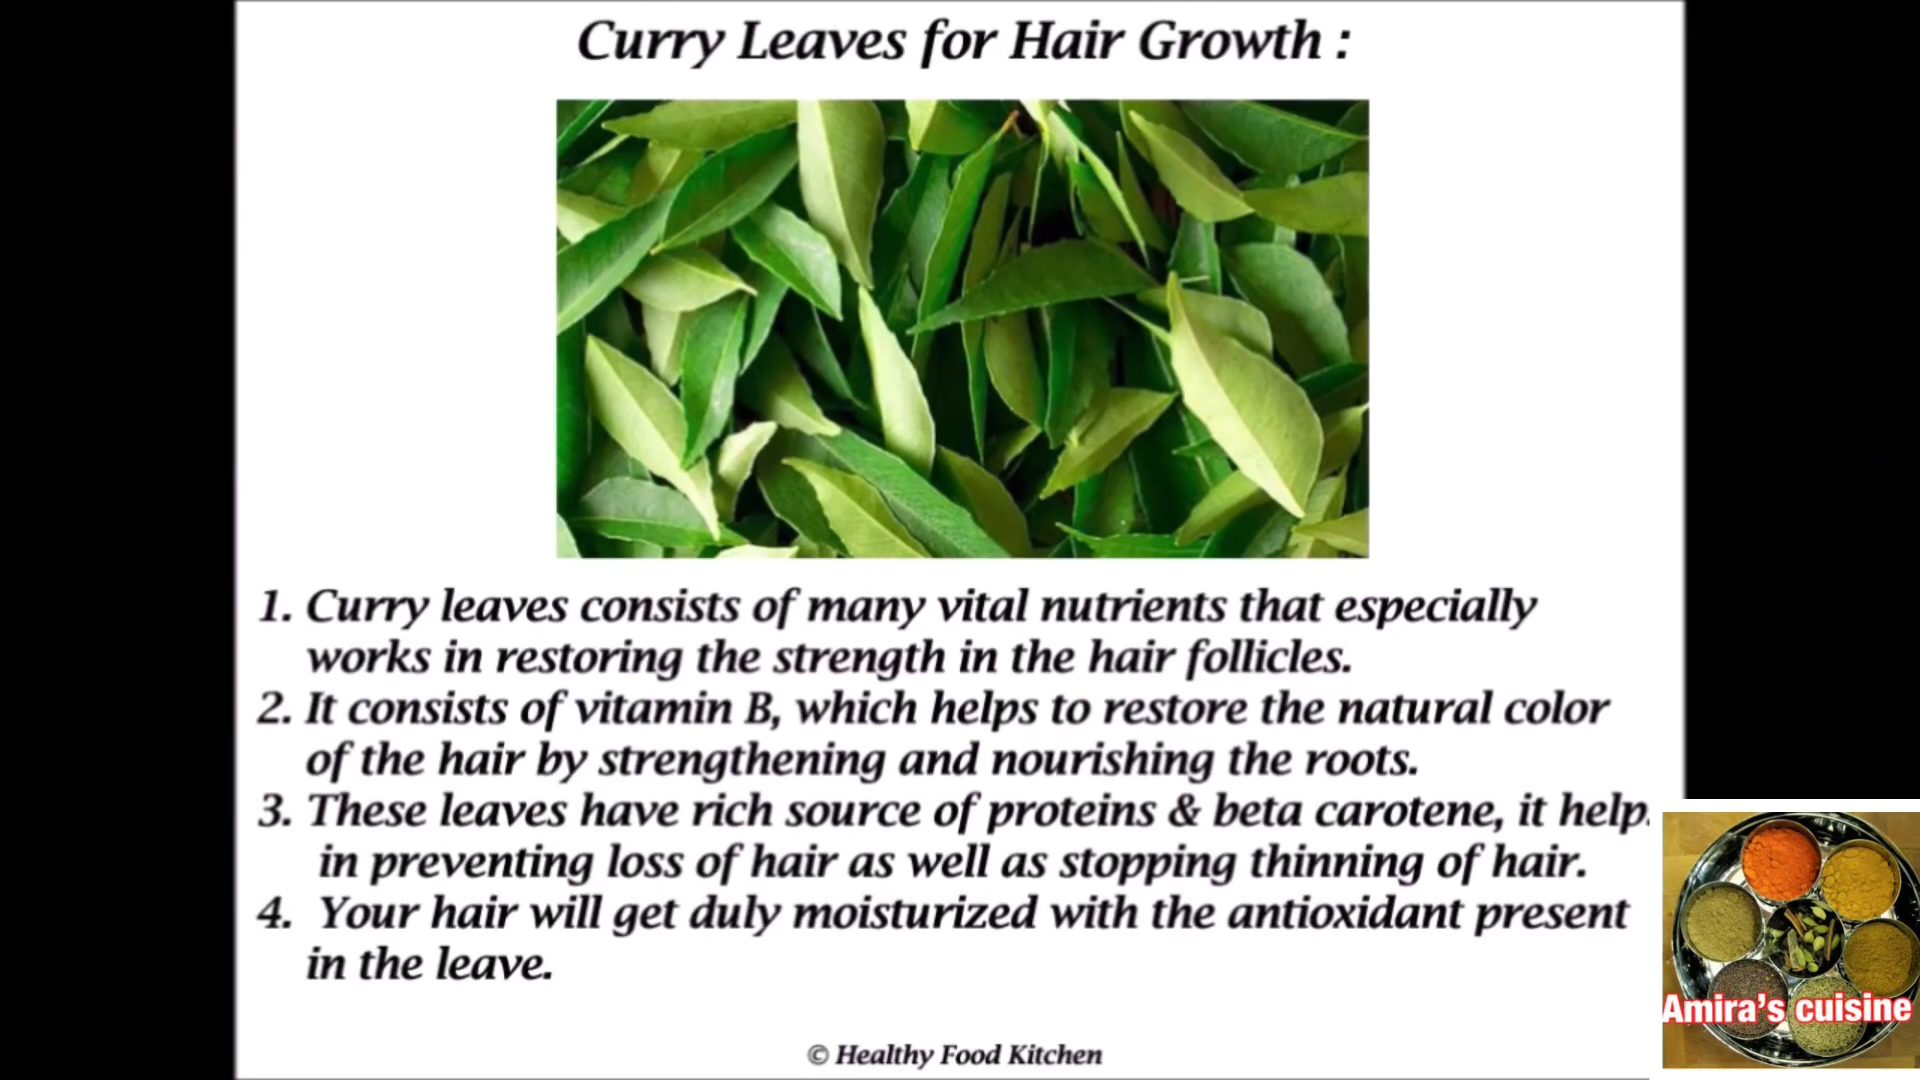 Curry Leaves for Hair Growth :
1. Curry leaves consists of many vital nutrients that especially
works in restoring the strength in the hair follicles.
2. It consists of vitamin B, which helps to restore the natural color
of the hair by strengthening and nourishing the roots.
3. These leaves have rich source of proteins & beta carotene, it help
in preventing loss of hair as well as stopping thinning of hair.
4. Your hair will get duly moisturized with the antioxidant present
in the leave.
Amira's cuisine
© Healthy Food Kitchen